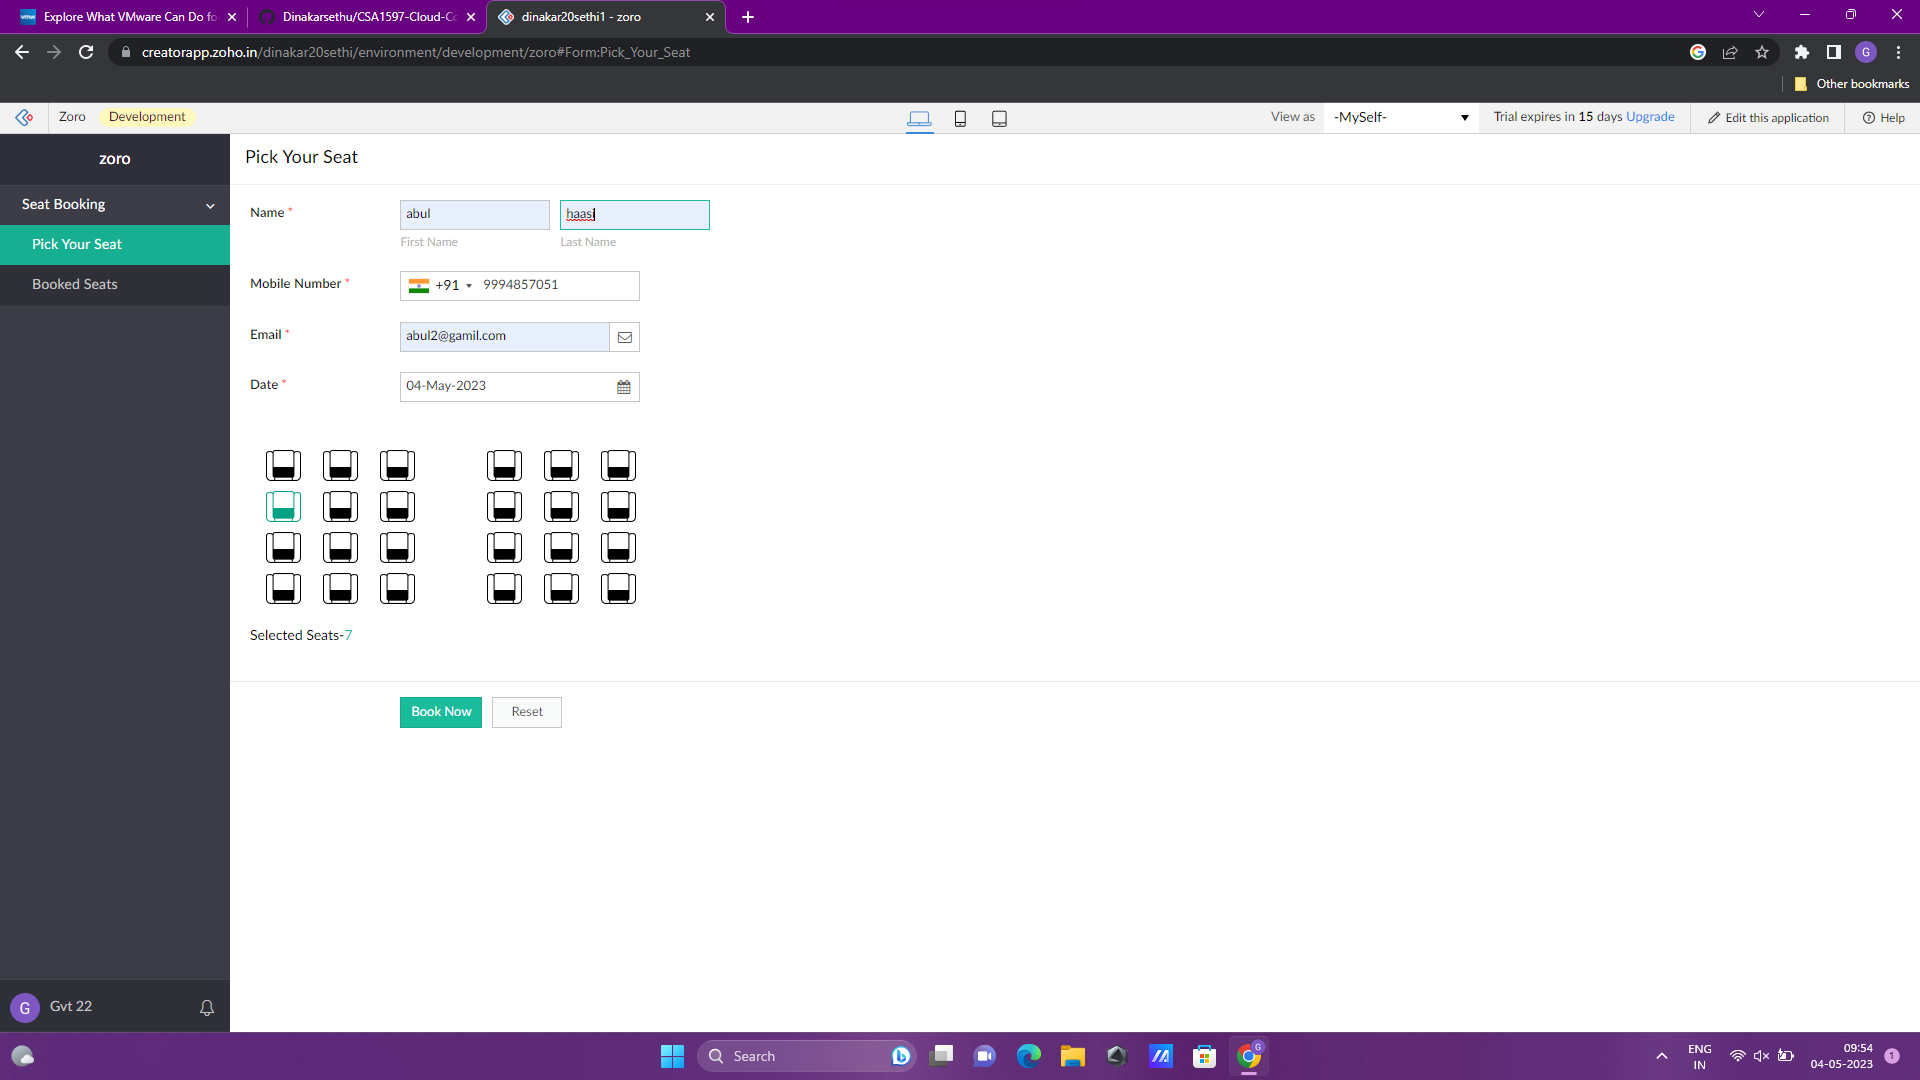 Explore What VMware Can Do fo
Dinakarsethu/CSA1597-Cloud-Co
dinakar20sethi1 - zoro
creatorapp.zoho.in/dinakar20sethi/environment/development/zoro#Form:Pick_Your_Seat
G
Other bookmarks
Zoro
Development
View as
-MySelf-
Trial expires in 15 days Upgrade
Edit this application
Help
zoro
Seat Booking
Pick Your Seat
Booked Seats
Pick Your Seat
Name *
abul
haasi
First Name
Last Name
Mobile Number *
+91
9994857051
Email *
abul2@gamil.com
Date *
04-May-2023
Selected Seats-7
Book Now
Reset
G
Gvt 22
Search
G
ENG
IN
09:54
04-05-2023
1